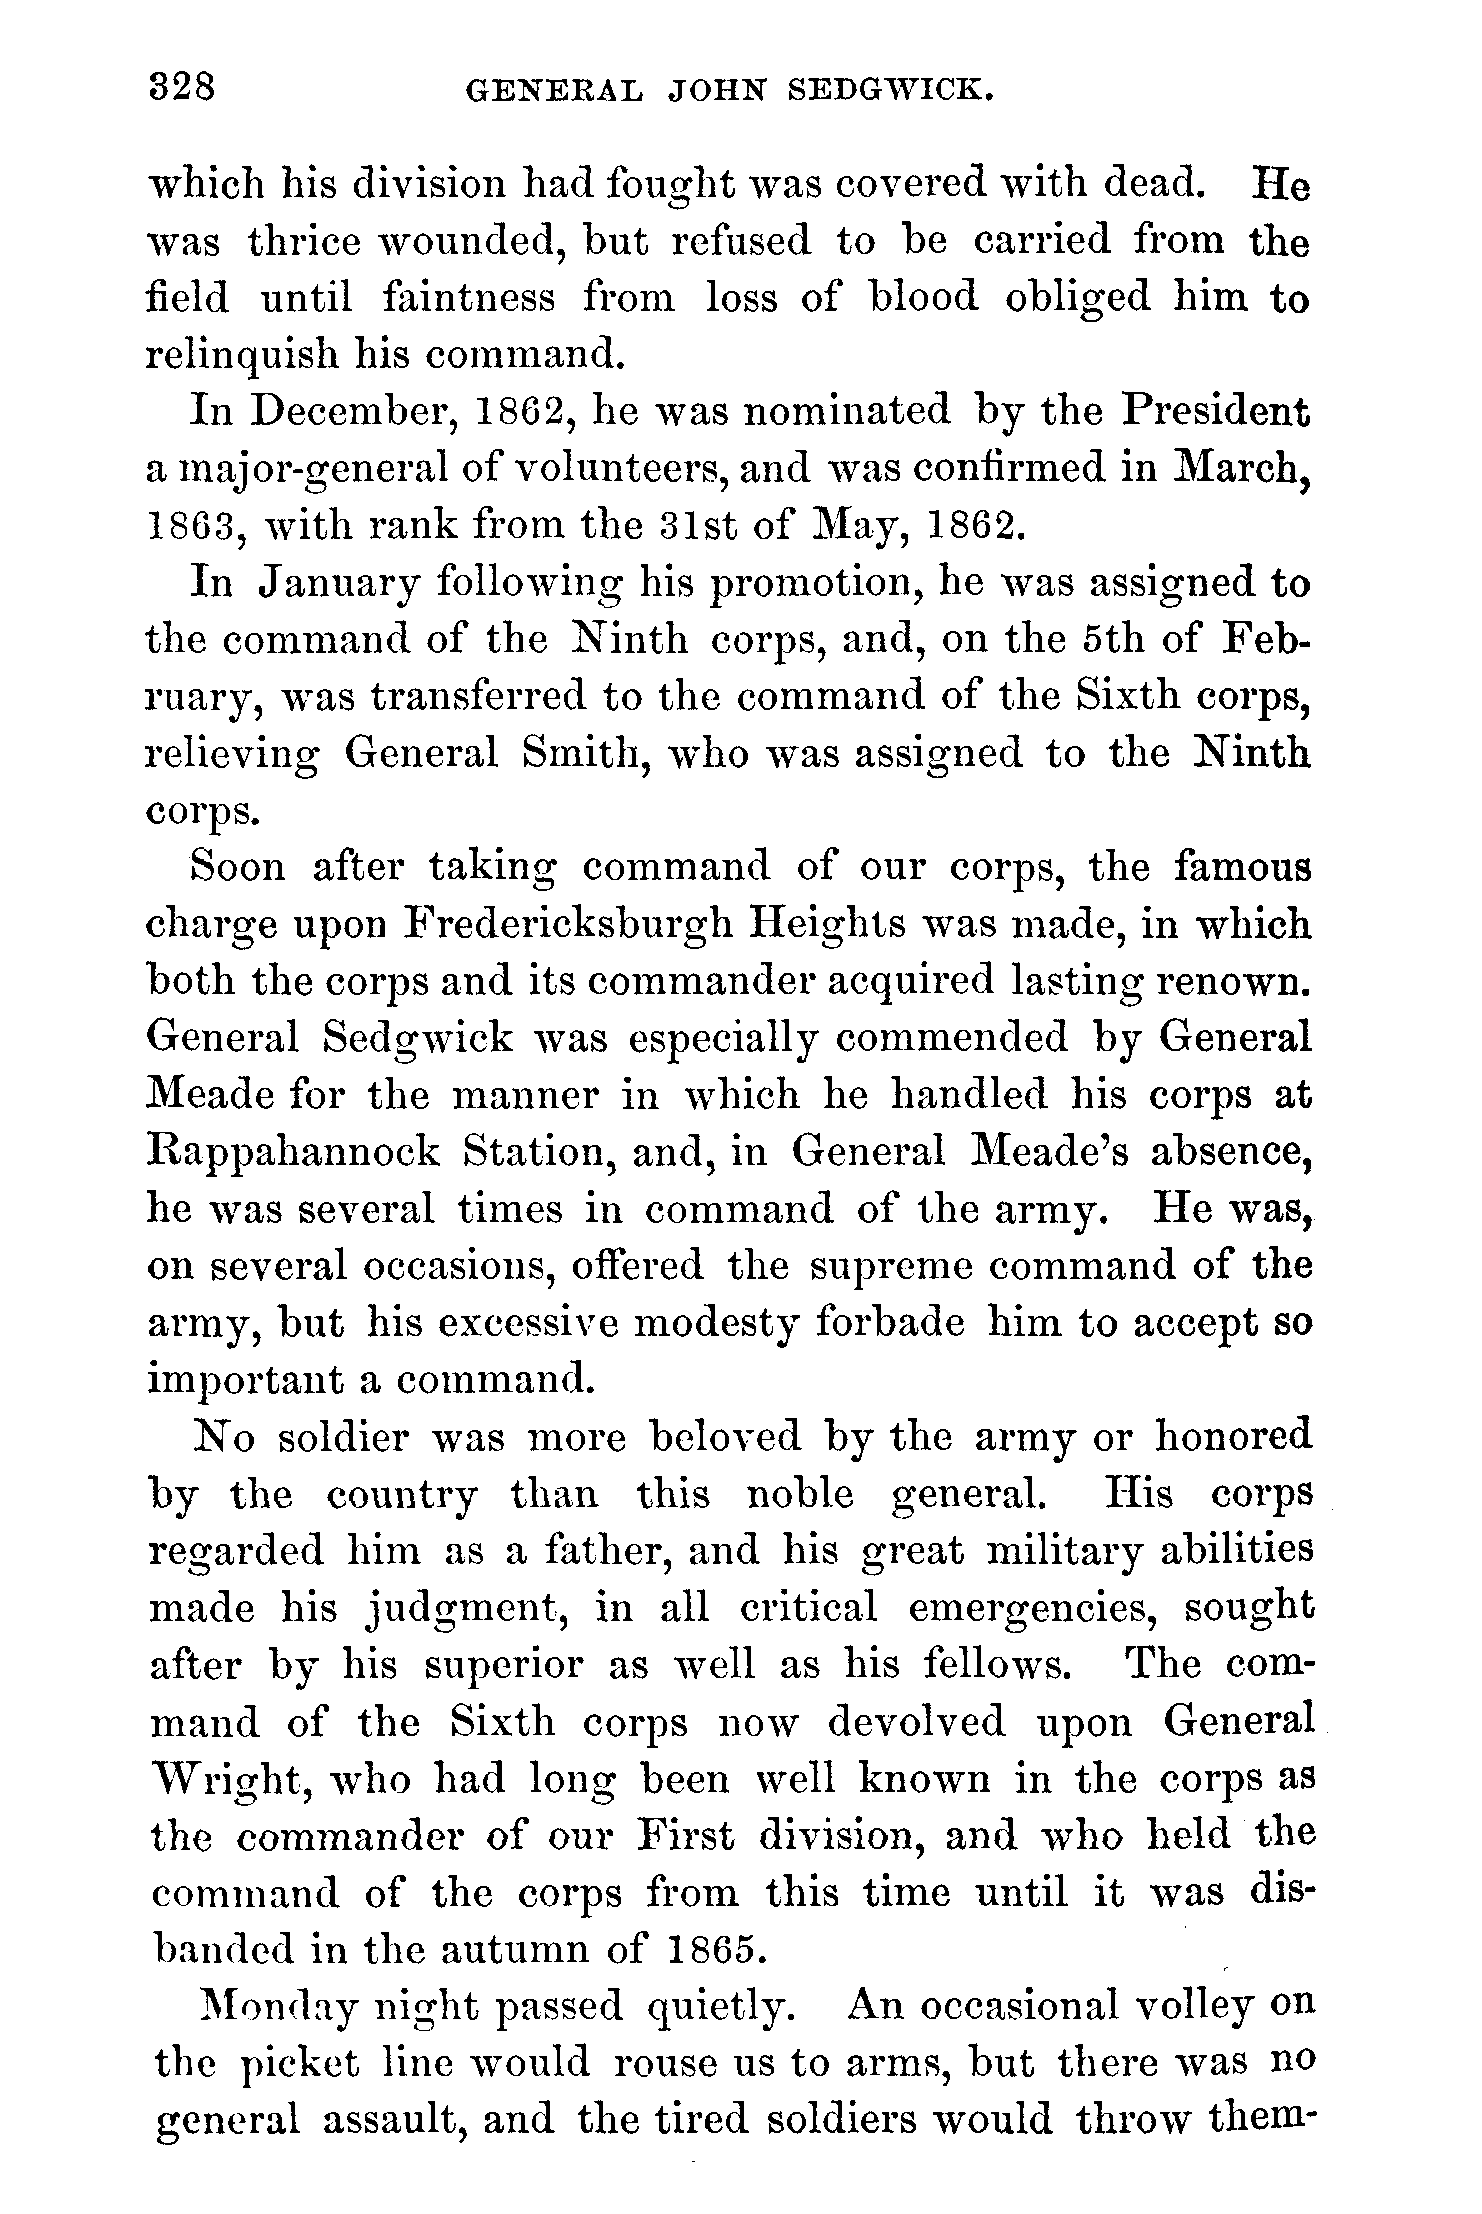 328 GENERAL JOHN SEDGWICK.
which his division had fought was covered with dead. He
was thrice wounded, but refused to be carried from the
field until faintness from loss of blood obliged him to
relinquish his command.
In December, 1862, he was nominated by the President
a major-general of volunteers, and was confirmed in March,
1863, with rank from the 31st of May, 1862.
In January following his promotion, he was assigned to
the command of the Ninth corps, and, on the 5th of Feb-
ruary, was transferred to the command of the Sixth corps,
relieving General Smith, who was assigned to the Ninth
corps.
Soon after taking command of our corps, the famous
charge upon Fredericksburgh Heights was made, in which
both the corps and its commander acquired lasting renown.
General Sedgwick was especially commended by General
Meade for the manner in which he handled his corps at
Rappahannock Station, and, in General Meade's absence,
he was several times in command of the army. He was,
on several occasions, offered the supreme command of the
army, but his excessive modesty forbade him to accept so
important a command.
No soldier was more beloved by the army or honored
by the country than this noble general. His corps
regarded him as a father, and his great military abilities
made his judgment, in all critical emergencies, sought
after by his superior as well as his fellows. The com-
mand of the Sixth corps now devolved upon General
Wright, who had long been well known in the corps as
the commander of our First division, and who held the
command of the corps from this time until it was dis-
banded in the autumn of 1865.
Monday night passed quietly. An occasional volley on
the picket line would rouse us to arms, but there was no
general assault, and the tired soldiers would throw them-